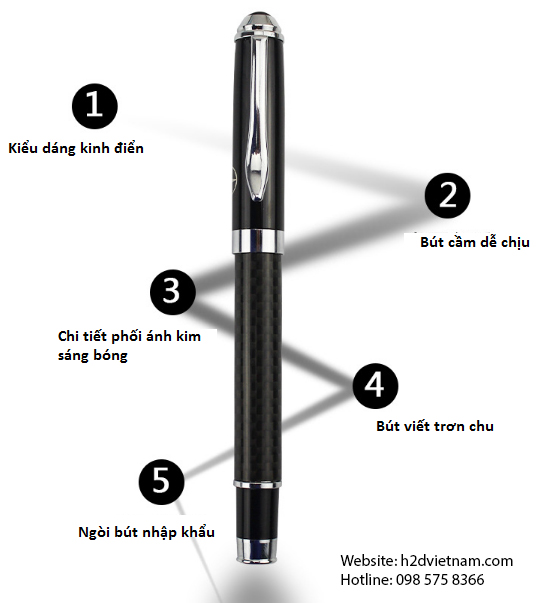 1
Kiểu dáng kinh điển
2
Bút cầm dễ chịu
3
Chi tiết phối ánh kim
sáng bóng
4
Bút viết trơn chu
5
Ngòi bút nhập khẩu
Website: h2dvietnam.com
Hotline: 098 575 8366